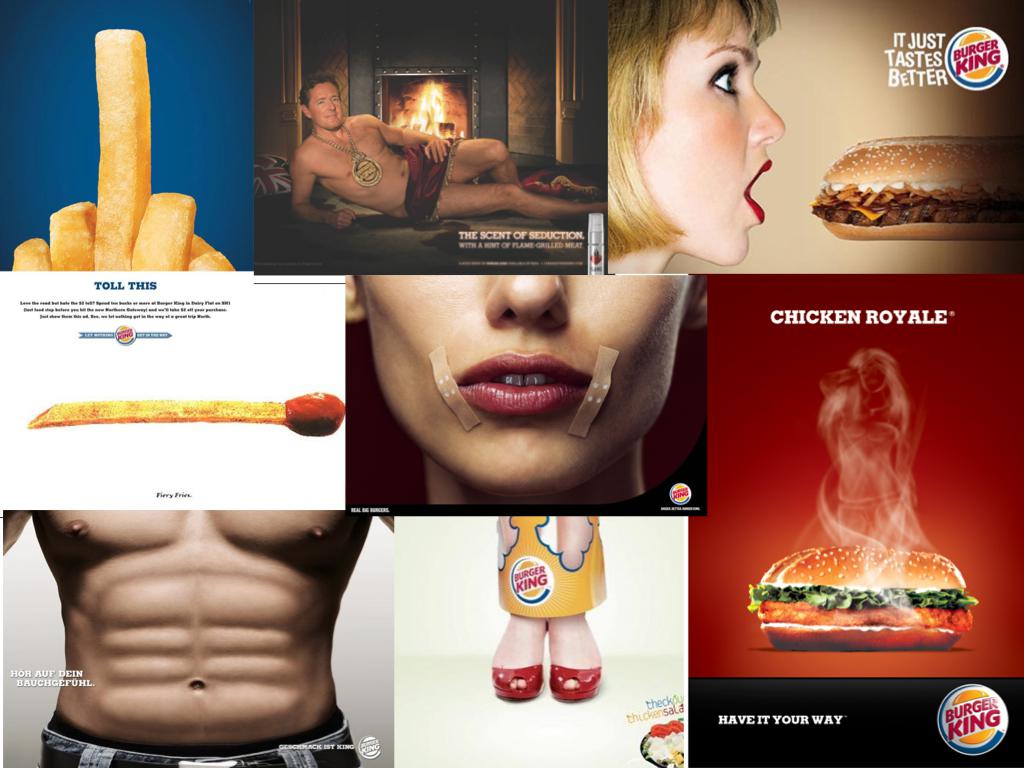 IT JUST
TASTES
BETTER
BURGER
KING
THE SCENT OF SEDUCTION.
WITH A HINT OF FLAME-GRILLED MEAT.
TOLL THIS
Love the road but hate the $2 toll? Spend ten bucks or more at Burger King in Dairy Flat on SH1
(last food stop before you hit the new Northern Gateway) and we'll take $2 off your purchase.
Just show them this ad. See, we let nothing get in the way of a great trip North.
LET NOTHING
BURGER
KING
GET IN THE WAY
Fiery Fries.
REAL BIG BURGERS.
BURGER
KING
CHICKEN ROYALE®
HAVE IT YOUR WAY™
BURGER
KING
HÖR AUF DEIN
BAUCHGEFÜHL.
GESCHMACK IST KING
BURGER
KING
BURGER
KING